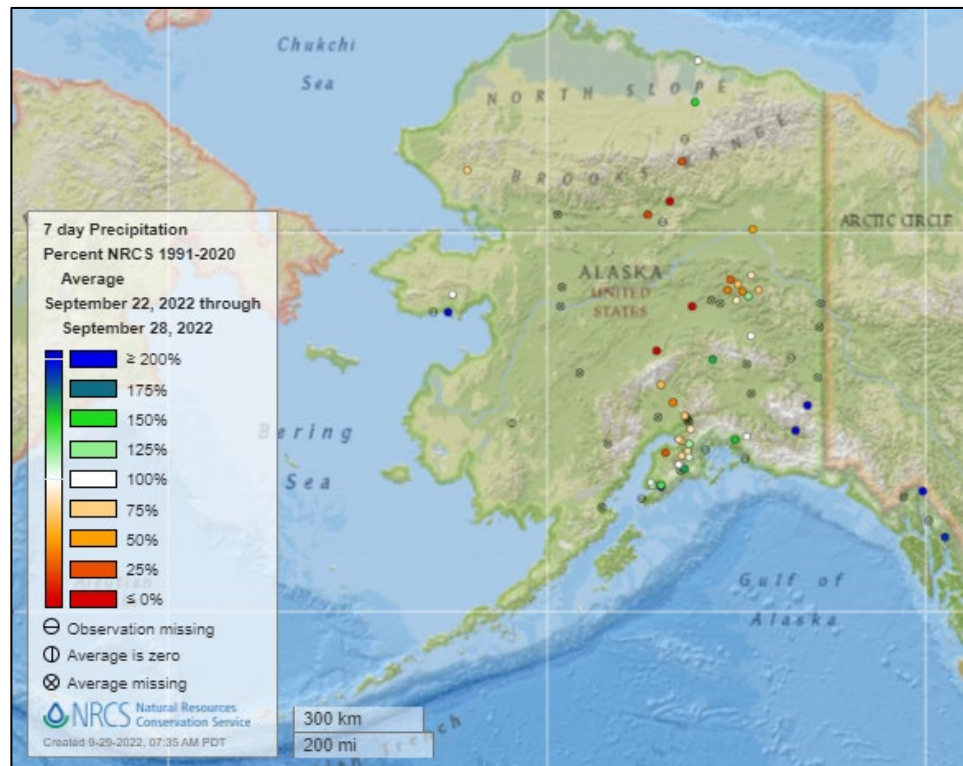 Chukchi
Sea
NORTH SLOPE
BROOKS RANGE
ARCTIC CIRCLE
ALASKA
UNITED
STATES
Bering
Sea
Gulf of
Alaska
Aleutian
Trench
7 day Precipitation
Percent NRCS 1991-2020
Average
September 22, 2022 through
September 28, 2022
≥ 200%
175%
150%
125%
100%
75%
50%
25%
≤ 0%
Observation missing
Average is zero
Average missing
NRCS Natural Resources
Conservation Service
Created 9-29-2022, 07:35 AM PDT
300 km
200 mi